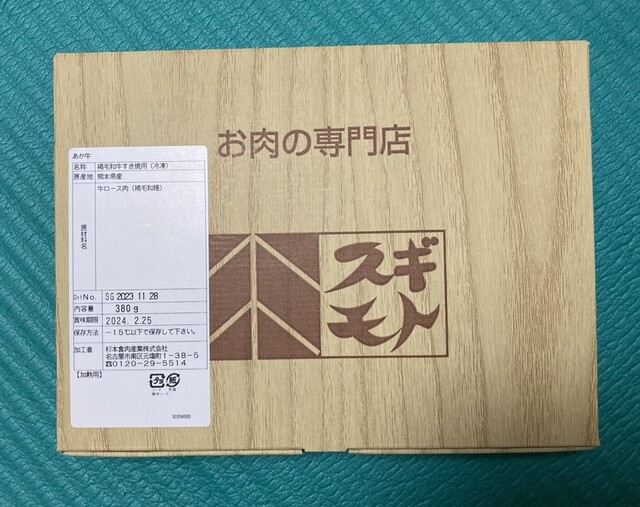 お肉の専門店
スギ
モト
あか牛
名称 褐毛和牛すき焼用(冷凍)
原産地 熊本県産
原材料名 牛ロース肉(褐毛和種)
ロットNo. SG 2023 11 28
内容量 380g
賞味期限 2024. 2.25
保存方法 -15℃以下で保存して下さい。
加工者 杉本食肉産業株式会社
名古屋市南区元塩町1-38-5
☎0120-29-5514
【加熱用】
プラ 紙